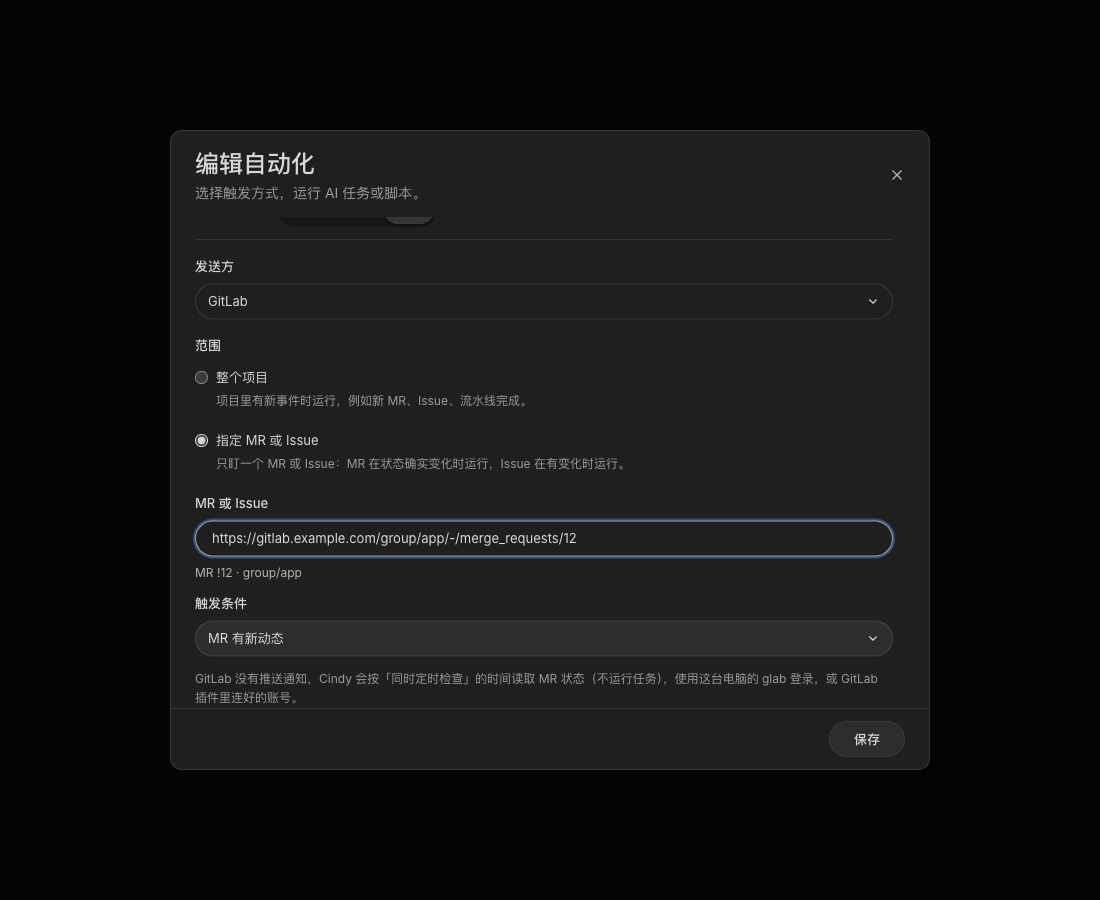 编辑自动化
选择触发方式，运行 AI 任务或脚本。
发送方
GitLab
范围
整个项目
项目里有新事件时运行，例如新 MR、Issue、流水线完成。
指定 MR 或 Issue
只盯一个 MR 或 Issue：MR 在状态确实变化时运行，Issue 在有变化时运行。
MR 或 Issue
https://gitlab.example.com/group/app/-/merge_requests/12
MR !12 · group/app
触发条件
MR 有新动态
GitLab 没有推送通知，Cindy 会按「同时定时检查」的时间读取 MR 状态（不运行任务），使用这台电脑的 glab 登录，或 GitLab
插件里连好的账号。
保存